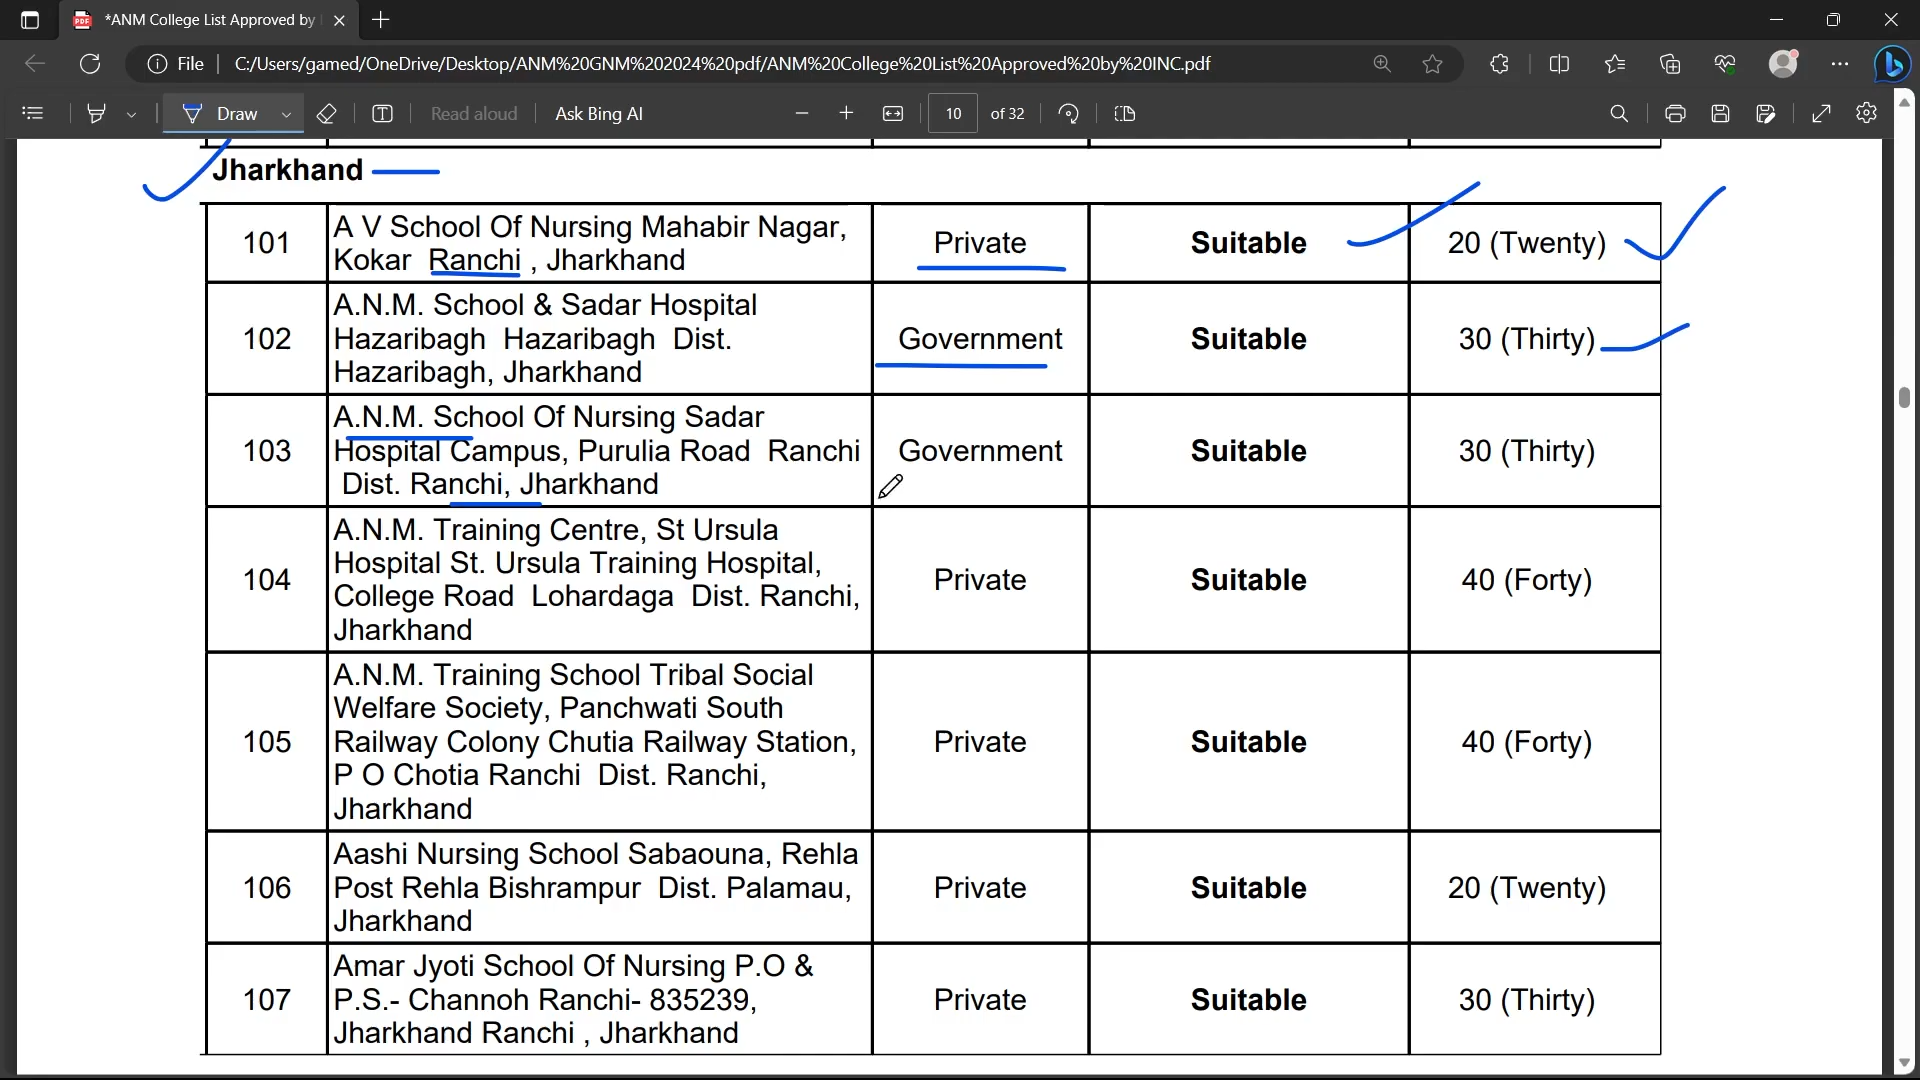 *ANM College List Approved by
File
C:/Users/gamed/OneDrive/Desktop/ANM%20GNM%202024%20pdf/ANM%20College%20List%20Approved%20by%20INC.pdf
Draw
Read aloud
Ask Bing AI
10
of 32
Jharkhand
101
A V School Of Nursing Mahabir Nagar,
Kokar Ranchi , Jharkhand
Private
Suitable
20 (Twenty)
102
A.N.M. School & Sadar Hospital
Hazaribagh Hazaribagh Dist.
Hazaribagh, Jharkhand
Government
Suitable
30 (Thirty)
103
A.N.M. School Of Nursing Sadar
Hospital Campus, Purulia Road Ranchi
Dist. Ranchi, Jharkhand
Government
Suitable
30 (Thirty)
104
A.N.M. Training Centre, St Ursula
Hospital St. Ursula Training Hospital,
College Road Lohardaga Dist. Ranchi,
Jharkhand
Private
Suitable
40 (Forty)
105
A.N.M. Training School Tribal Social
Welfare Society, Panchwati South
Railway Colony Chutia Railway Station,
P O Chotia Ranchi Dist. Ranchi,
Jharkhand
Private
Suitable
40 (Forty)
106
Aashi Nursing School Sabaouna, Rehla
Post Rehla Bishrampur Dist. Palamau,
Jharkhand
Private
Suitable
20 (Twenty)
107
Amar Jyoti School Of Nursing P.O &
P.S.- Channoh Ranchi- 835239,
Jharkhand Ranchi , Jharkhand
Private
Suitable
30 (Thirty)